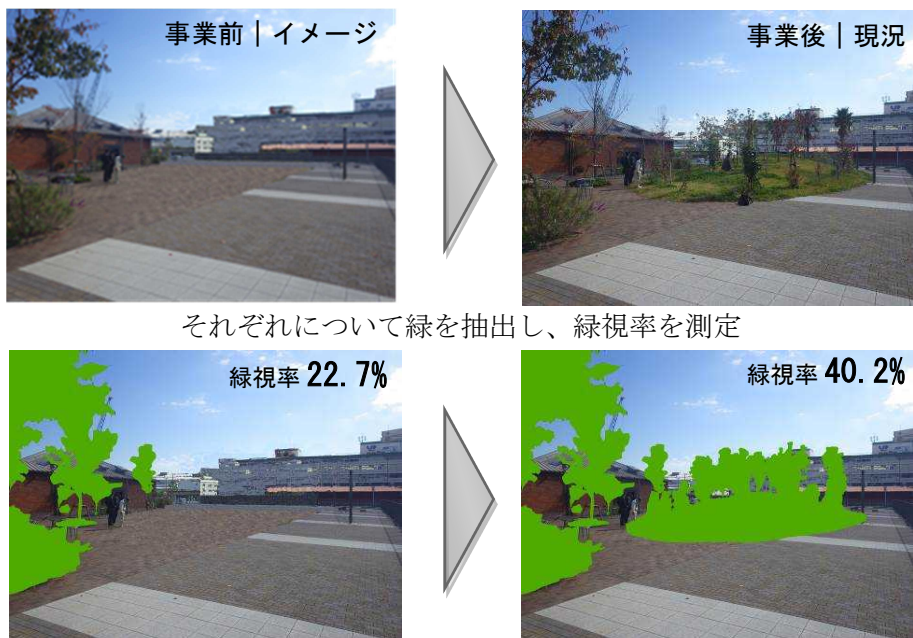 事業前｜イメージ
事業後｜現況
それぞれについて緑を抽出し、緑視率を測定
緑視率 22.7%
緑視率 40.2%